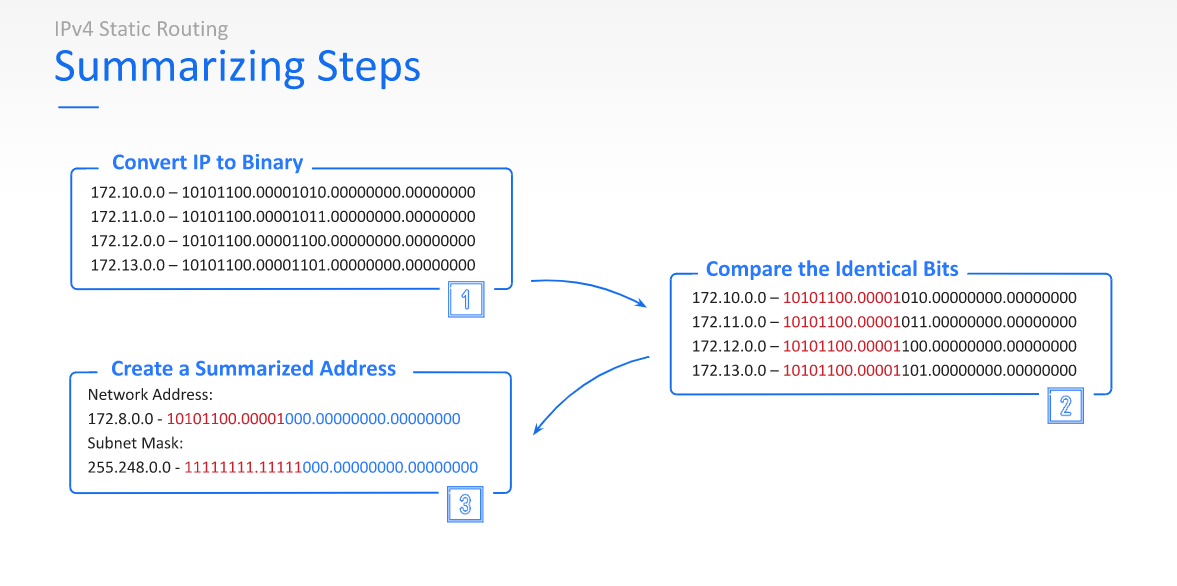 IPv4 Static Routing
Summarizing Steps
Convert IP to Binary
172.10.0.0 – 10101100.00001010.00000000.00000000
172.11.0.0 – 10101100.00001011.00000000.00000000
172.12.0.0 – 10101100.00001100.00000000.00000000
172.13.0.0 – 10101100.00001101.00000000.00000000
1
Compare the Identical Bits
172.10.0.0 – 10101100.00001010.00000000.00000000
172.11.0.0 – 10101100.00001011.00000000.00000000
172.12.0.0 – 10101100.00001100.00000000.00000000
172.13.0.0 – 10101100.00001101.00000000.00000000
2
Create a Summarized Address
Network Address:
172.8.0.0 - 10101100.00001000.00000000.00000000
Subnet Mask:
255.248.0.0 - 11111111.11111000.00000000.00000000
3